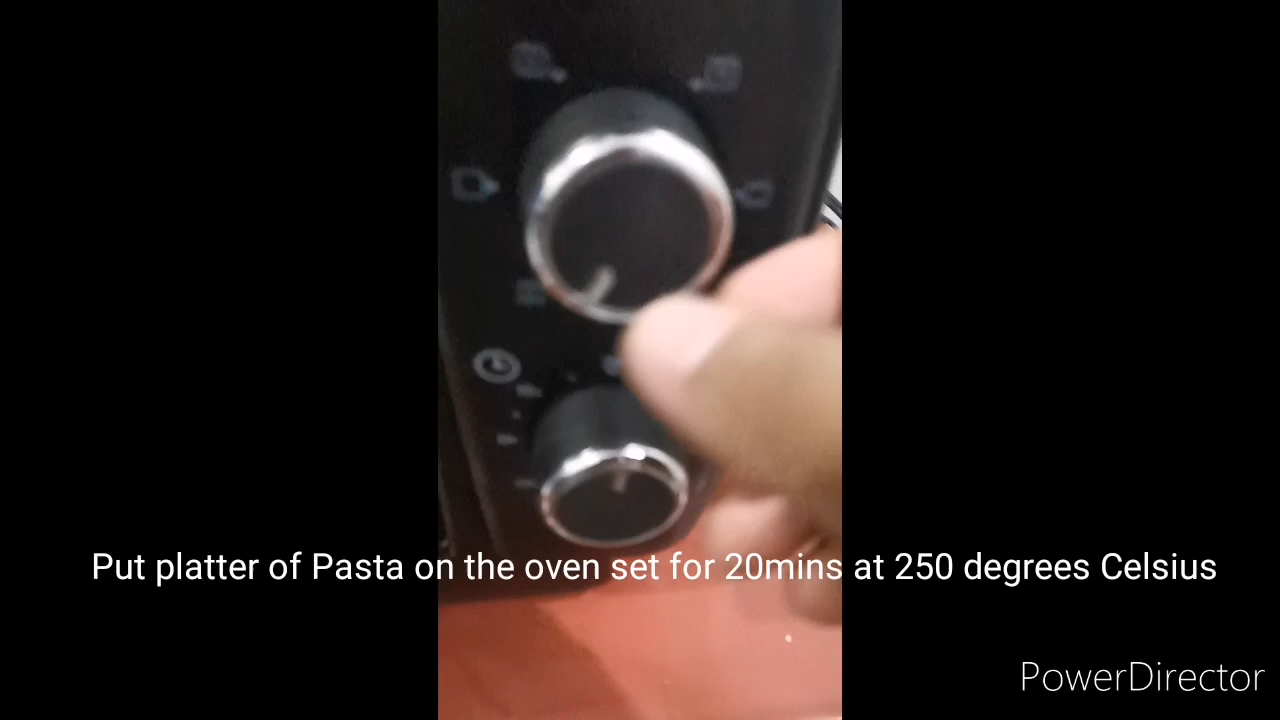 Put platter of Pasta on the oven set for 20mins at 250 degrees Celsius
PowerDirector